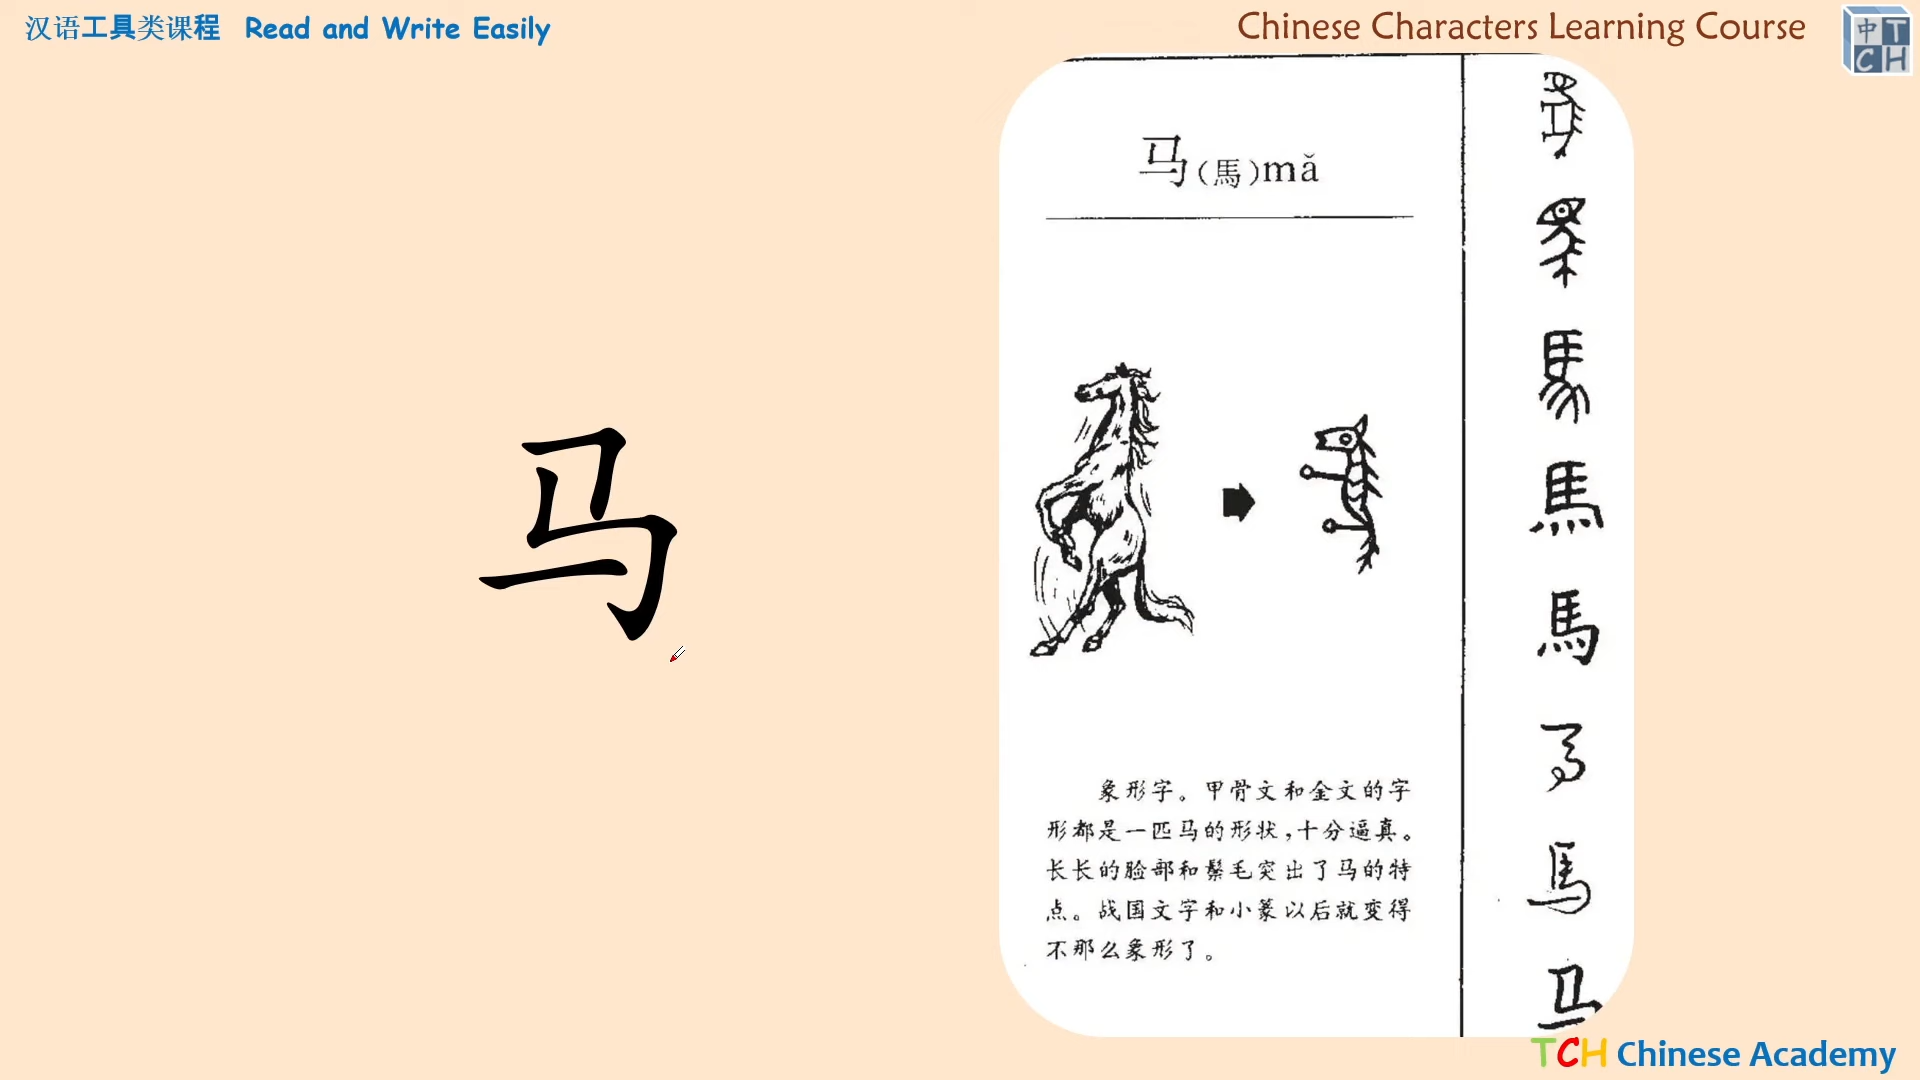 汉语工具类课程 Read and Write Easily
Chinese Characters Learning Course
中T
CH
马
马(馬)mǎ
象形字。甲骨文和金文的字
形都是一匹马的形状,十分逼真。
长长的脸部和鬃毛突出了马的特
点。战国文字和小篆以后就变得
不那么象形了。
馬
馬
馬
馬
马
TCH Chinese Academy